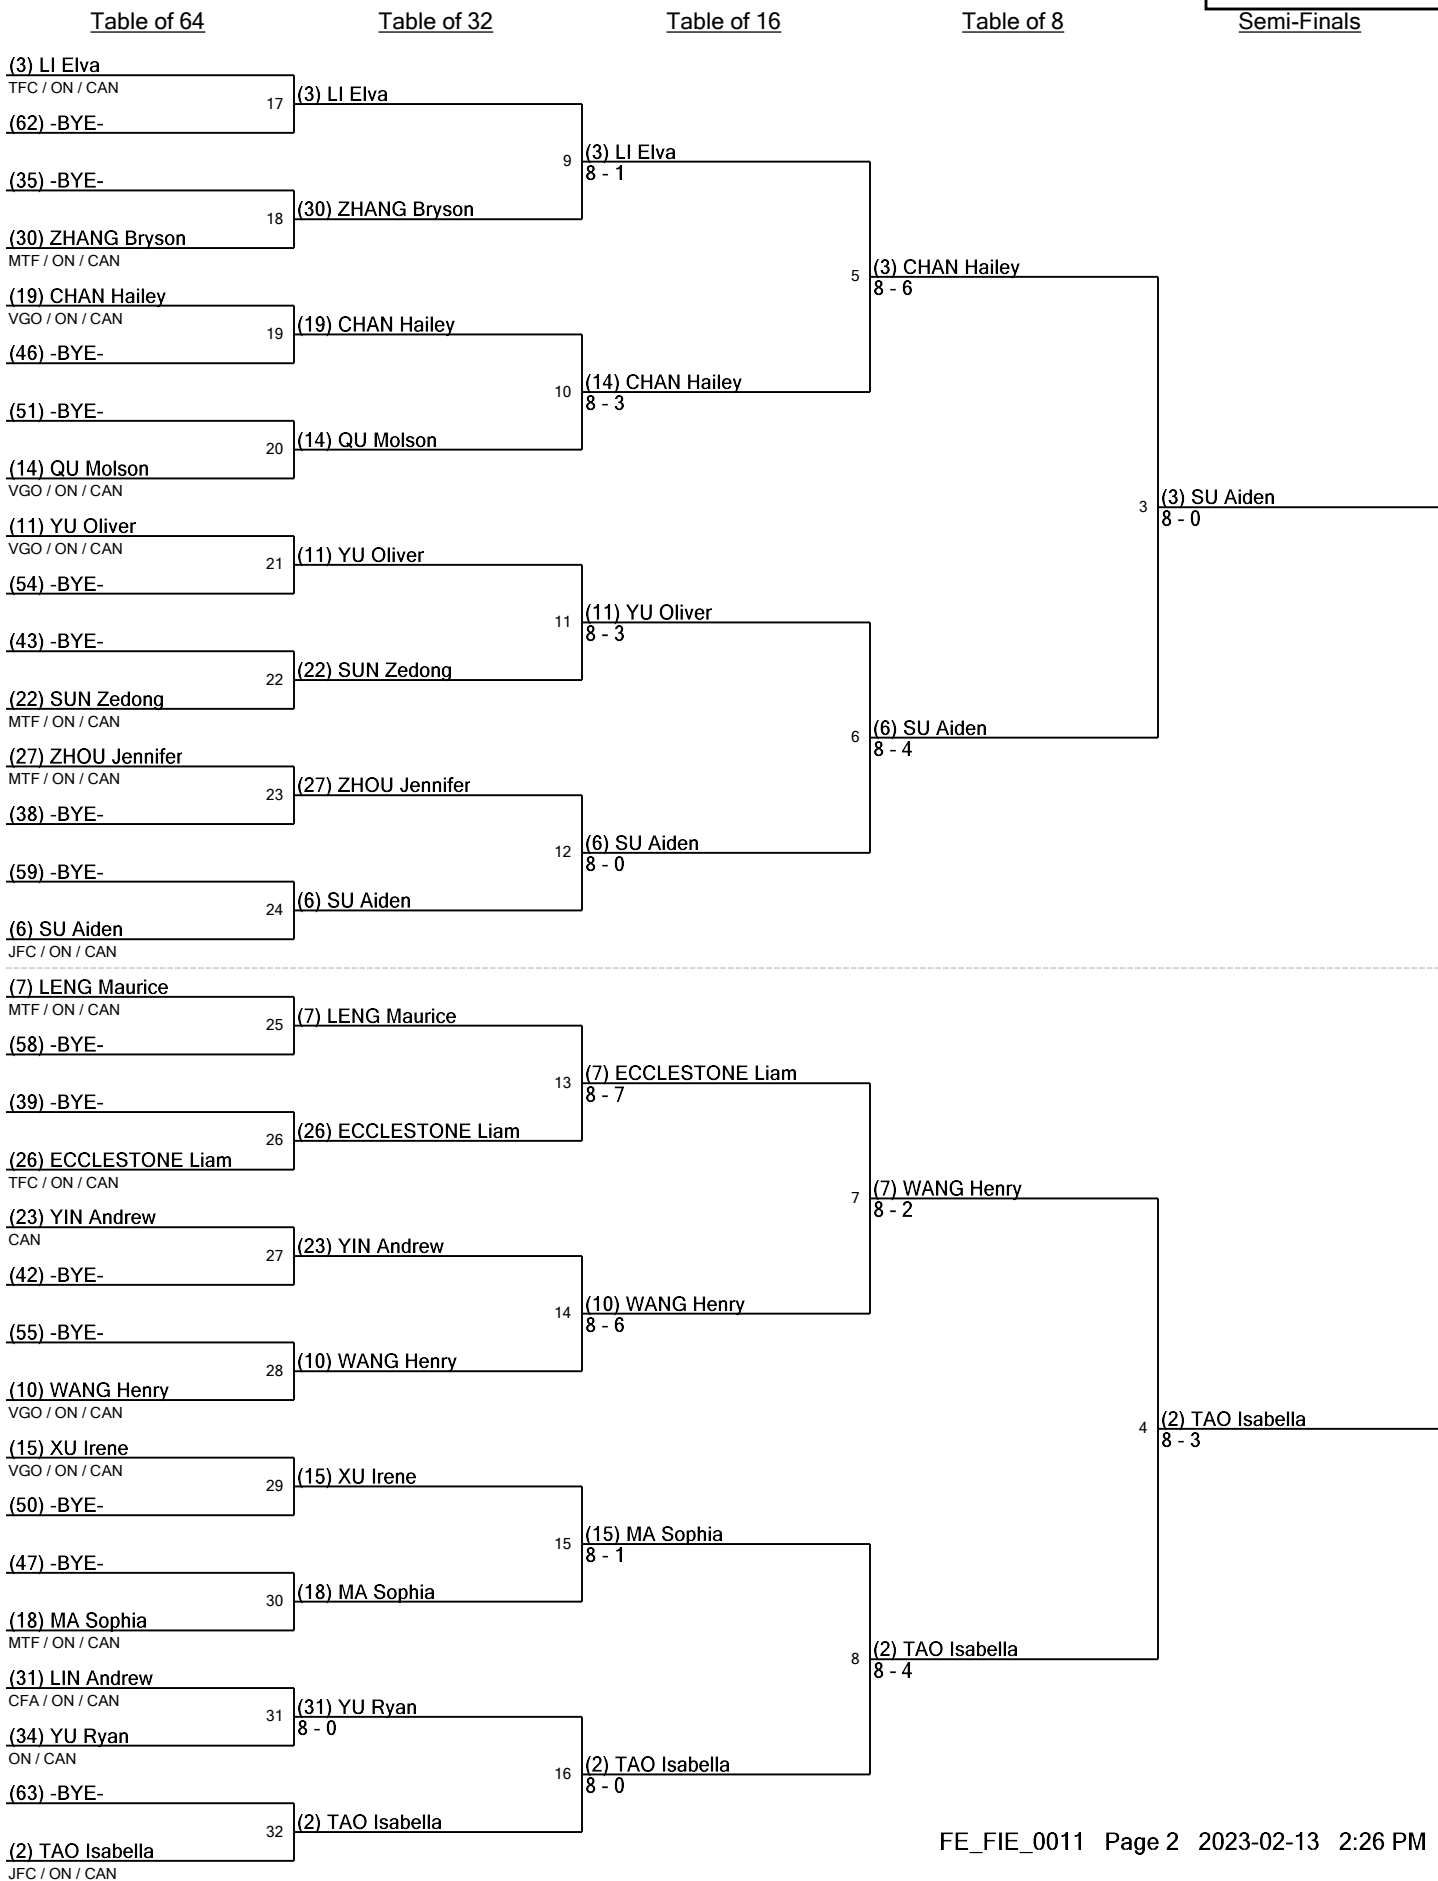 Table of 64
Table of 32
Table of 16
Table of 8
Semi-Finals
(3) LI Elva
TFC / ON / CAN
17
(62) -BYE-
(35) -BYE-
18
(30) ZHANG Bryson
MTF / ON / CAN
(19) CHAN Hailey
VGO / ON / CAN
19
(46) -BYE-
(51) -BYE-
20
(14) QU Molson
VGO / ON / CAN
(11) YU Oliver
VGO / ON / CAN
21
(54) -BYE-
(43) -BYE-
22
(22) SUN Zedong
MTF / ON / CAN
(27) ZHOU Jennifer
MTF / ON / CAN
23
(38) -BYE-
(59) -BYE-
24
(6) SU Aiden
JFC / ON / CAN
(7) LENG Maurice
MTF / ON / CAN
25
(58) -BYE-
(39) -BYE-
26
(26) ECCLESTONE Liam
TFC / ON / CAN
(23) YIN Andrew
CAN
27
(42) -BYE-
(55) -BYE-
28
(10) WANG Henry
VGO / ON / CAN
(15) XU Irene
VGO / ON / CAN
29
(50) -BYE-
(47) -BYE-
30
(18) MA Sophia
MTF / ON / CAN
(31) LIN Andrew
CFA / ON / CAN
31
(34) YU Ryan
ON / CAN
(63) -BYE-
32
(2) TAO Isabella
JFC / ON / CAN
(3) LI Elva
9
(30) ZHANG Bryson
(19) CHAN Hailey
10
(14) QU Molson
(11) YU Oliver
11
(22) SUN Zedong
(27) ZHOU Jennifer
12
(6) SU Aiden
(7) LENG Maurice
13
(26) ECCLESTONE Liam
(23) YIN Andrew
14
(10) WANG Henry
(15) XU Irene
15
(18) MA Sophia
(31) YU Ryan
8 - 0
16
(2) TAO Isabella
(3) LI Elva
8 - 1
5
(14) CHAN Hailey
8 - 3
(11) YU Oliver
8 - 3
6
(6) SU Aiden
8 - 0
(7) ECCLESTONE Liam
8 - 7
7
(10) WANG Henry
8 - 6
(15) MA Sophia
8 - 1
8
(2) TAO Isabella
8 - 0
(3) CHAN Hailey
8 - 6
3
(6) SU Aiden
8 - 4
(7) WANG Henry
8 - 2
4
(2) TAO Isabella
8 - 4
(3) SU Aiden
8 - 0
(2) TAO Isabella
8 - 3
FE_FIE_0011 Page 2 2023-02-13 2:26 PM